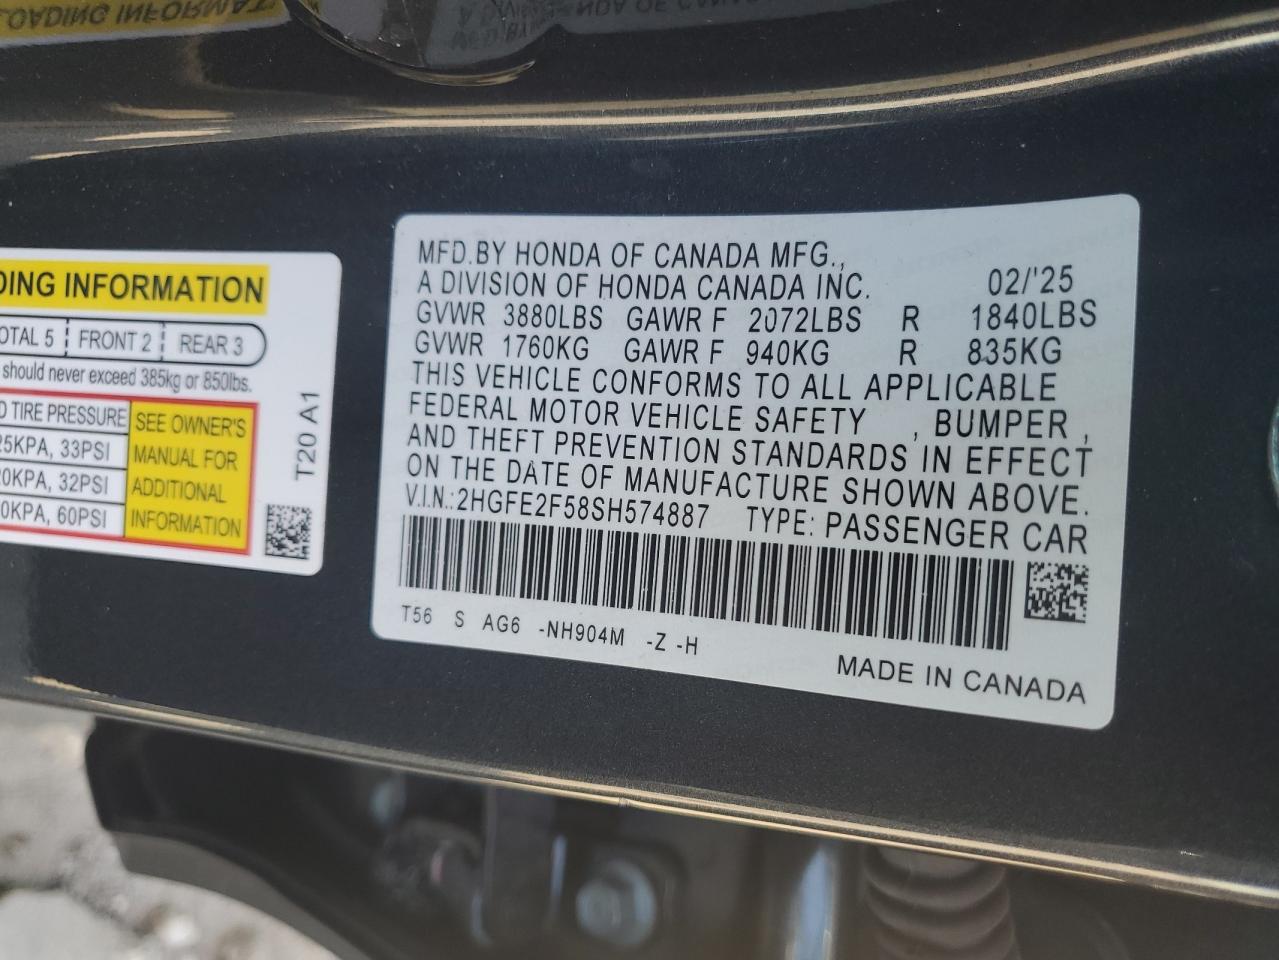 DING INFORMATION
OTAL 5 FRONT 2 REAR 3
should never exceed 385kg or 850lbs.
TIRE PRESSURE
25KPA, 33PSI
20KPA, 32PSI
0KPA, 60PSI
SEE OWNER'S
MANUAL FOR
ADDITIONAL
INFORMATION
T20 A1
MFD.BY HONDA OF CANADA MFG.,
A DIVISION OF HONDA CANADA INC. 02/'25
GVWR 3880LBS GAWR F 2072LBS R 1840LBS
GVWR 1760KG GAWR F 940KG R 835KG
THIS VEHICLE CONFORMS TO ALL APPLICABLE
FEDERAL MOTOR VEHICLE SAFETY , BUMPER ,
AND THEFT PREVENTION STANDARDS IN EFFECT
ON THE DATE OF MANUFACTURE SHOWN ABOVE.
V.I.N.:2HGFE2F58SH574887 TYPE: PASSENGER CAR
T56 S AG6 -NH904M -Z -H
MADE IN CANADA